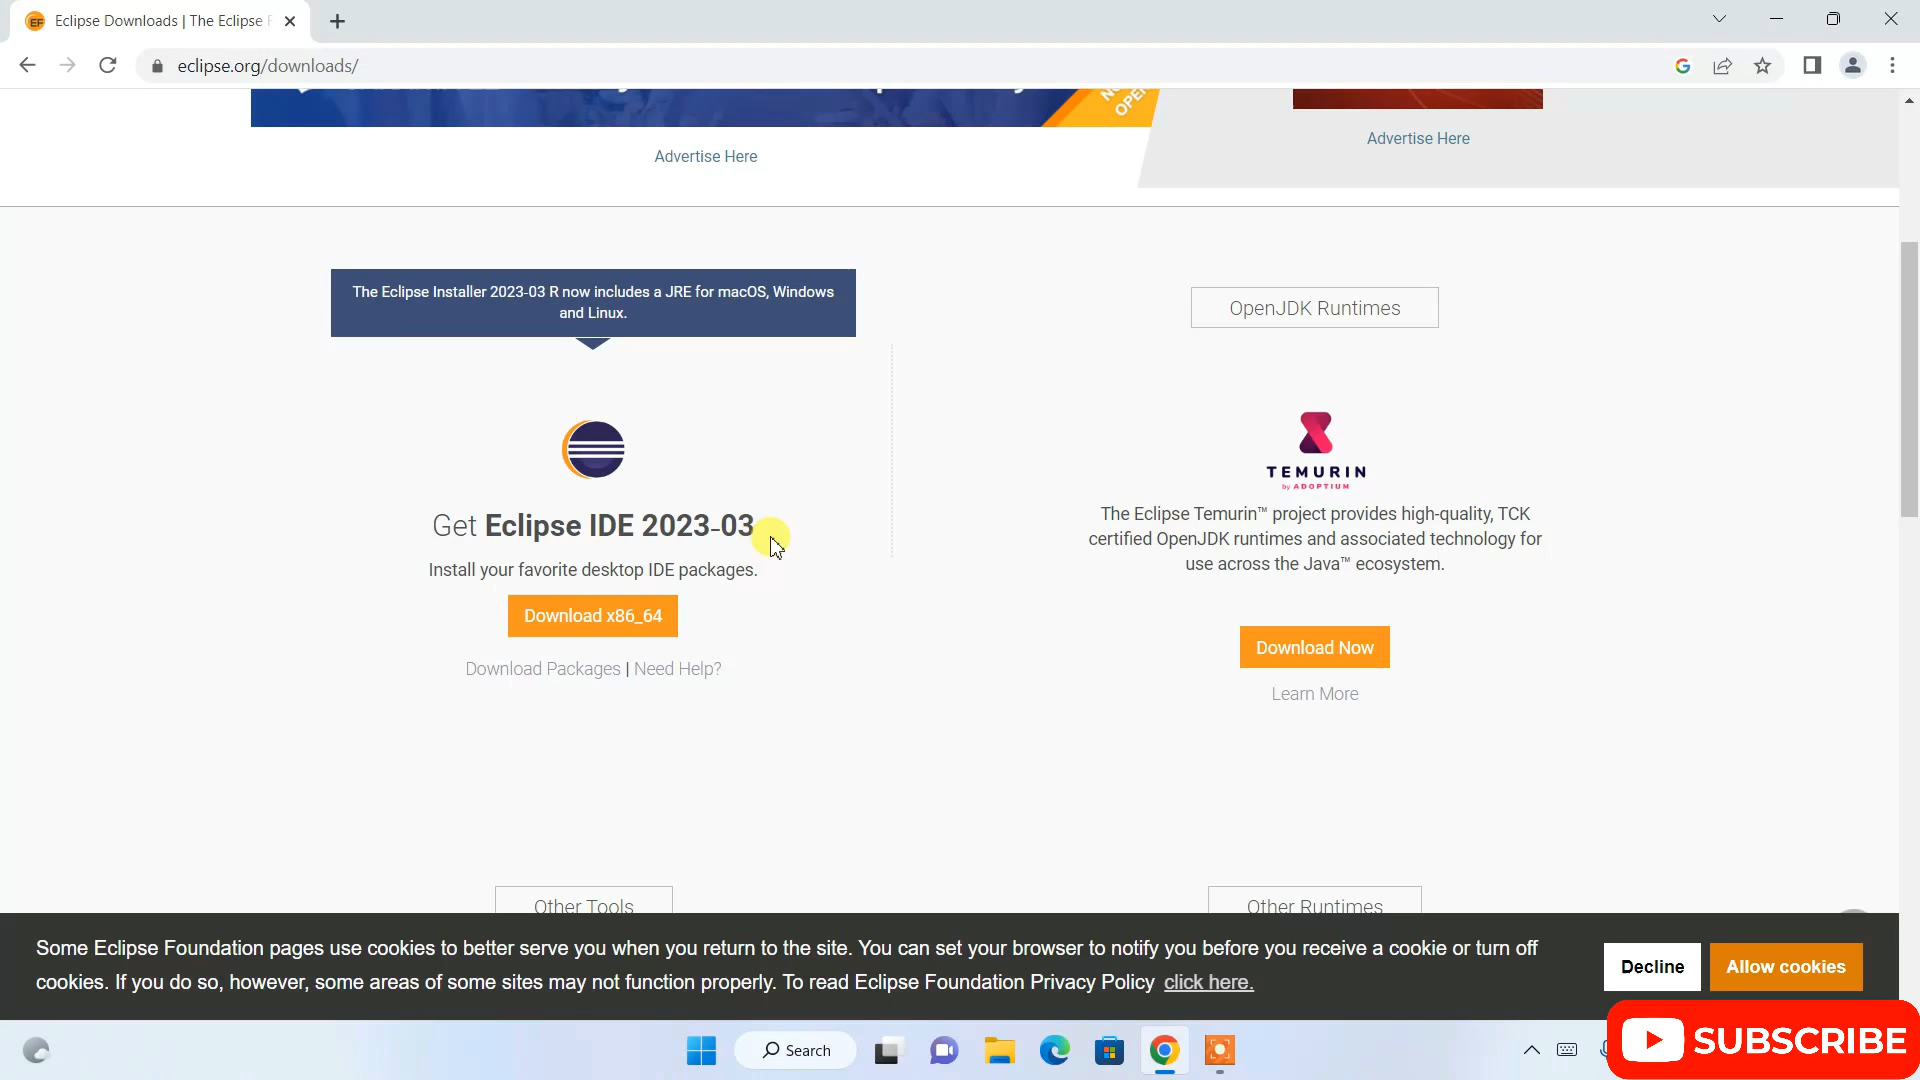 Eclipse Downloads | The Eclipse F
eclipse.org/downloads/
OPEN
Advertise Here
Advertise Here
The Eclipse Installer 2023-03 R now includes a JRE for macOS, Windows
and Linux.
OpenJDK Runtimes
TEMURIN
by ADOPTIUM
Get Eclipse IDE 2023-03
Install your favorite desktop IDE packages.
Download x86_64
Download Packages | Need Help?
The Eclipse Temurin™ project provides high-quality, TCK
certified OpenJDK runtimes and associated technology for
use across the Java™ ecosystem.
Download Now
Learn More
Other Tools
Other Runtimes
Some Eclipse Foundation pages use cookies to better serve you when you return to the site. You can set your browser to notify you before you receive a cookie or turn off
cookies. If you do so, however, some areas of some sites may not function properly. To read Eclipse Foundation Privacy Policy click here.
Decline
Allow cookies
Search
SUBSCRIBE